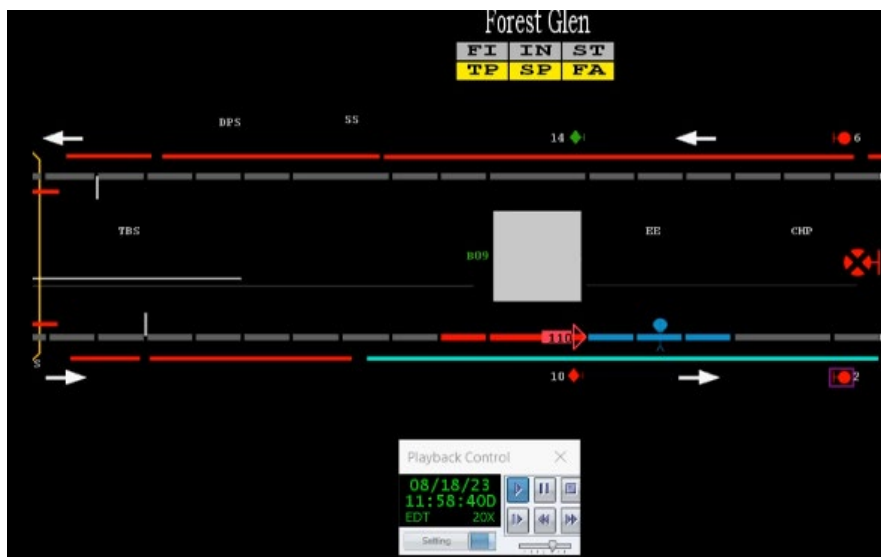 Forest Glen
FI IN ST
TP SP FA
DPS SS
14 6
TBS B09 EE CHP
110
10 2
Playback Control
08/18/23
11:58:40D
EDT 20X
Setting